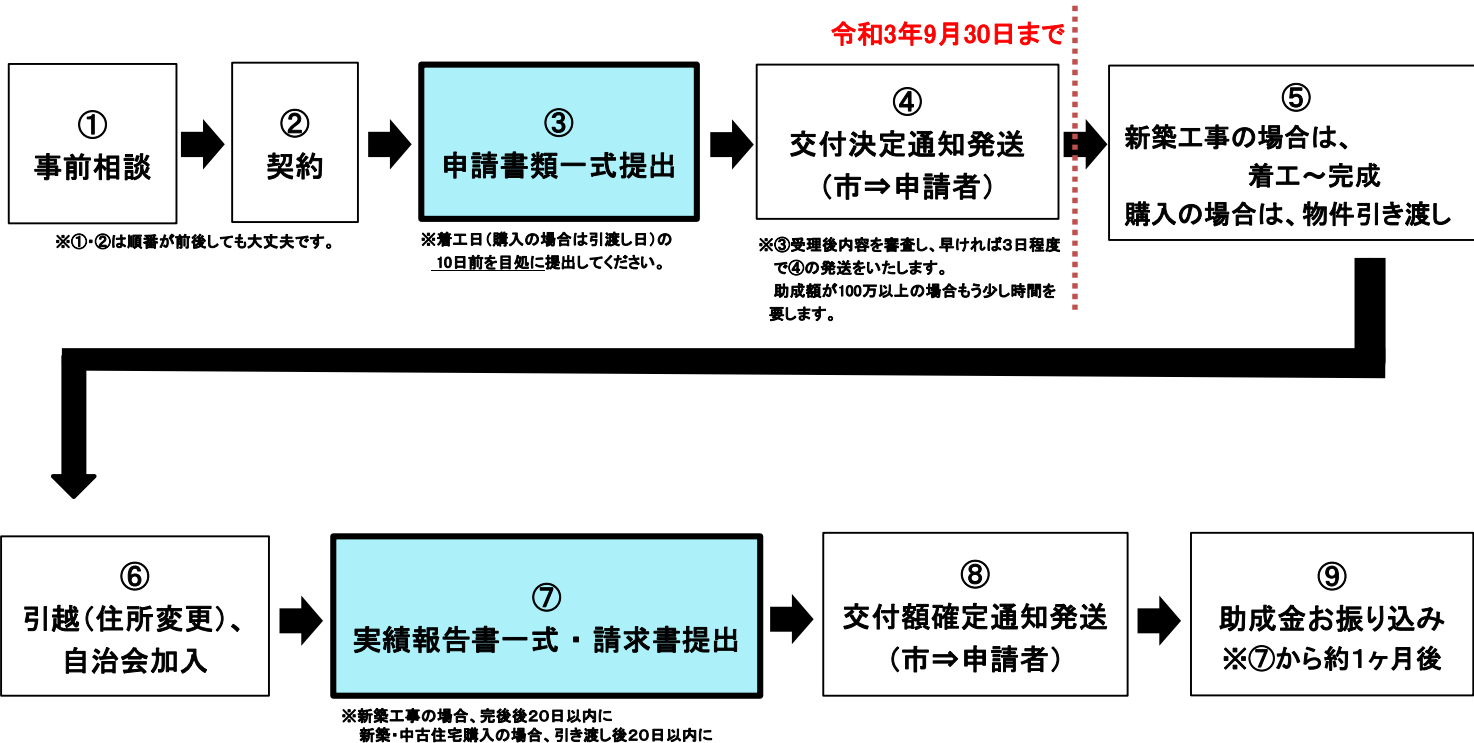 令和3年9月30日まで
①
事前相談
②
契約
※①・②は順番が前後しても大丈夫です。
③
申請書類一式提出
※着工日（購入の場合は引渡し日）の
10日前を目処に提出してください。
④
交付決定通知発送
（市⇒申請者）
※③受理後内容を審査し、早ければ3日程度
で④の発送をいたします。
助成額が100万以上の場合もう少し時間を
要します。
⑤
新築工事の場合は、
着工～完成
購入の場合は、物件引き渡し
⑥
引越（住所変更）、
自治会加入
⑦
実績報告書一式・請求書提出
※新築工事の場合、完後後20日以内に
新築・中古住宅購入の場合、引き渡し後20日以内に
⑧
交付額確定通知発送
（市⇒申請者）
⑨
助成金お振り込み
※⑦から約1ヶ月後